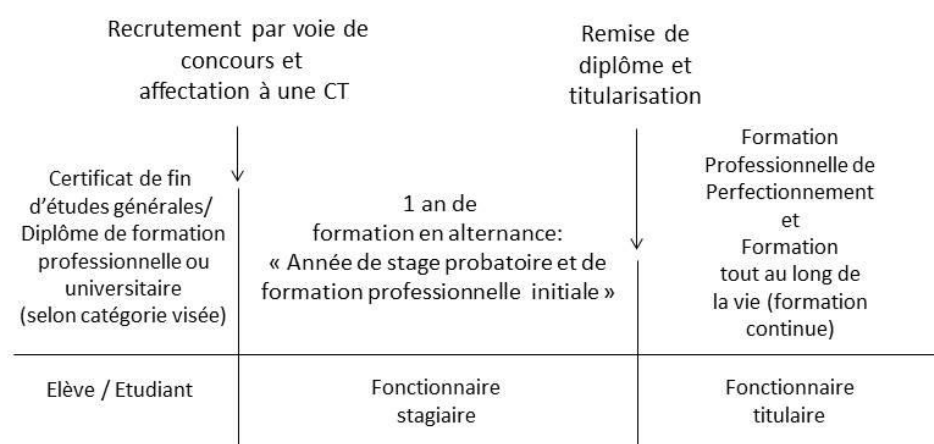 Recrutement par voie de
concours et
affectation à une CT
Remise de
diplôme et
titularisation
Certificat de fin
d'études générales/
Diplôme de formation
professionnelle ou
universitaire
(selon catégorie visée)
1 an de
formation en alternance:
« Année de stage probatoire et de
formation professionnelle initiale »
Formation
Professionnelle de
Perfectionnement
et
Formation
tout au long de
la vie (formation
continue)
Elève / Etudiant
Fonctionnaire
stagiaire
Fonctionnaire
titulaire